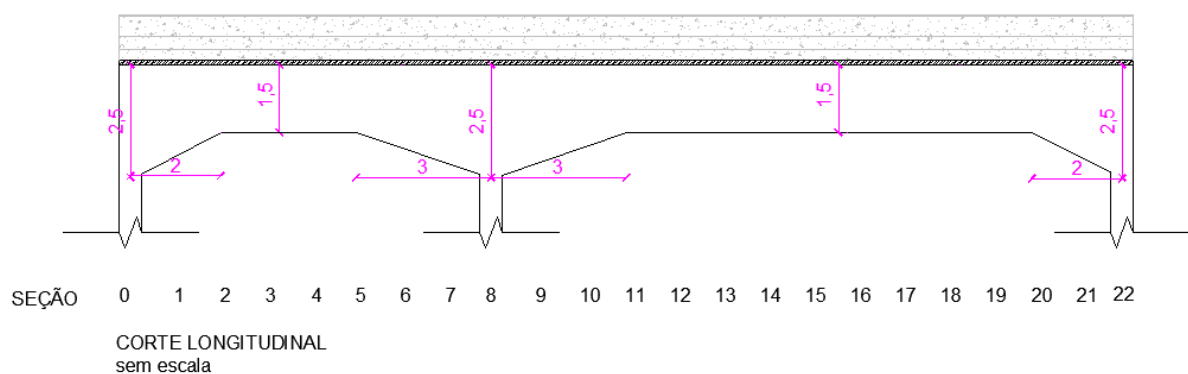 1,5 1,5
2,5 2,5 2,5
2 3 3 2
SEÇÃO 0 1 2 3 4 5 6 7 8 9 10 11 12 13 14 15 16 17 18 19 20 21 22
CORTE LONGITUDINAL
sem escala